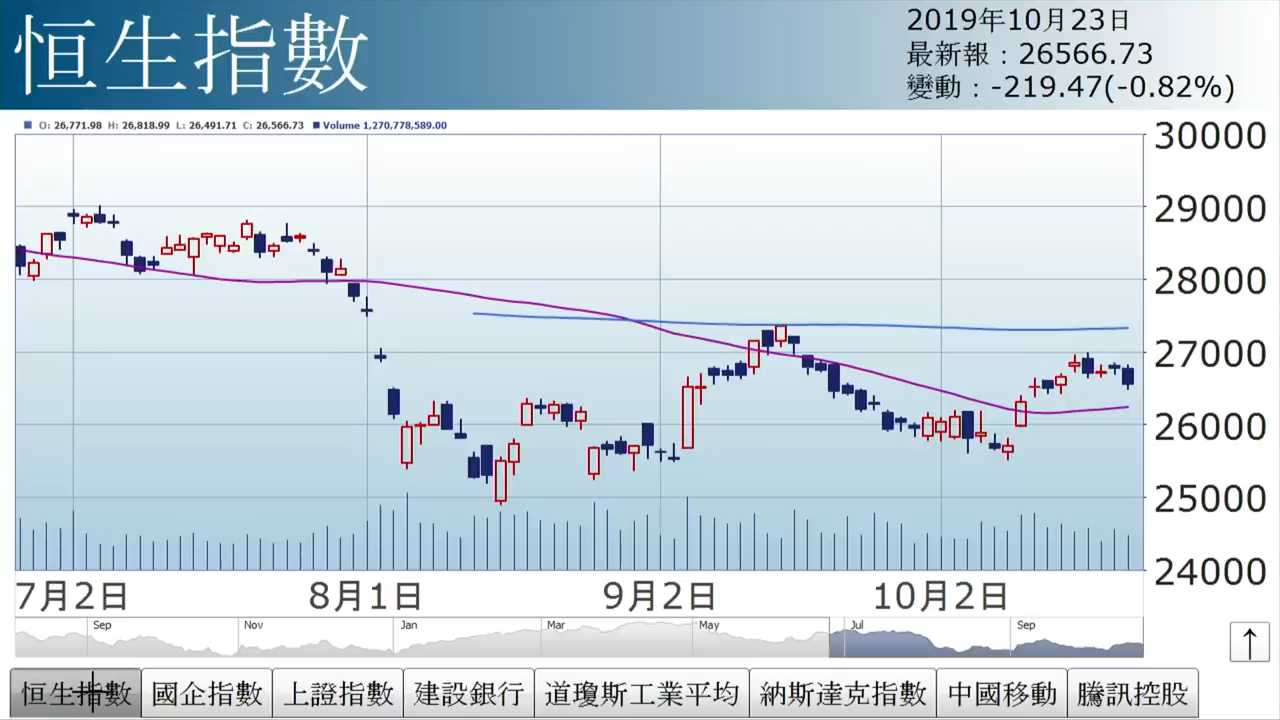 恒生指數
2019年10月23日
最新報：26566.73
變動：-219.47(-0.82%)
O: 26,771.98 H: 26,818.99 L: 26,491.71 C: 26,566.73 Volume 1,270,778,589.00
30000
29000
28000
27000
26000
25000
24000
7月2日 8月1日 9月2日 10月2日
Sep Nov Jan Mar May Jul Sep
恒生指數 國企指數 上證指數 建設銀行 道瓊斯工業平均 納斯達克指數 中國移動 騰訊控股